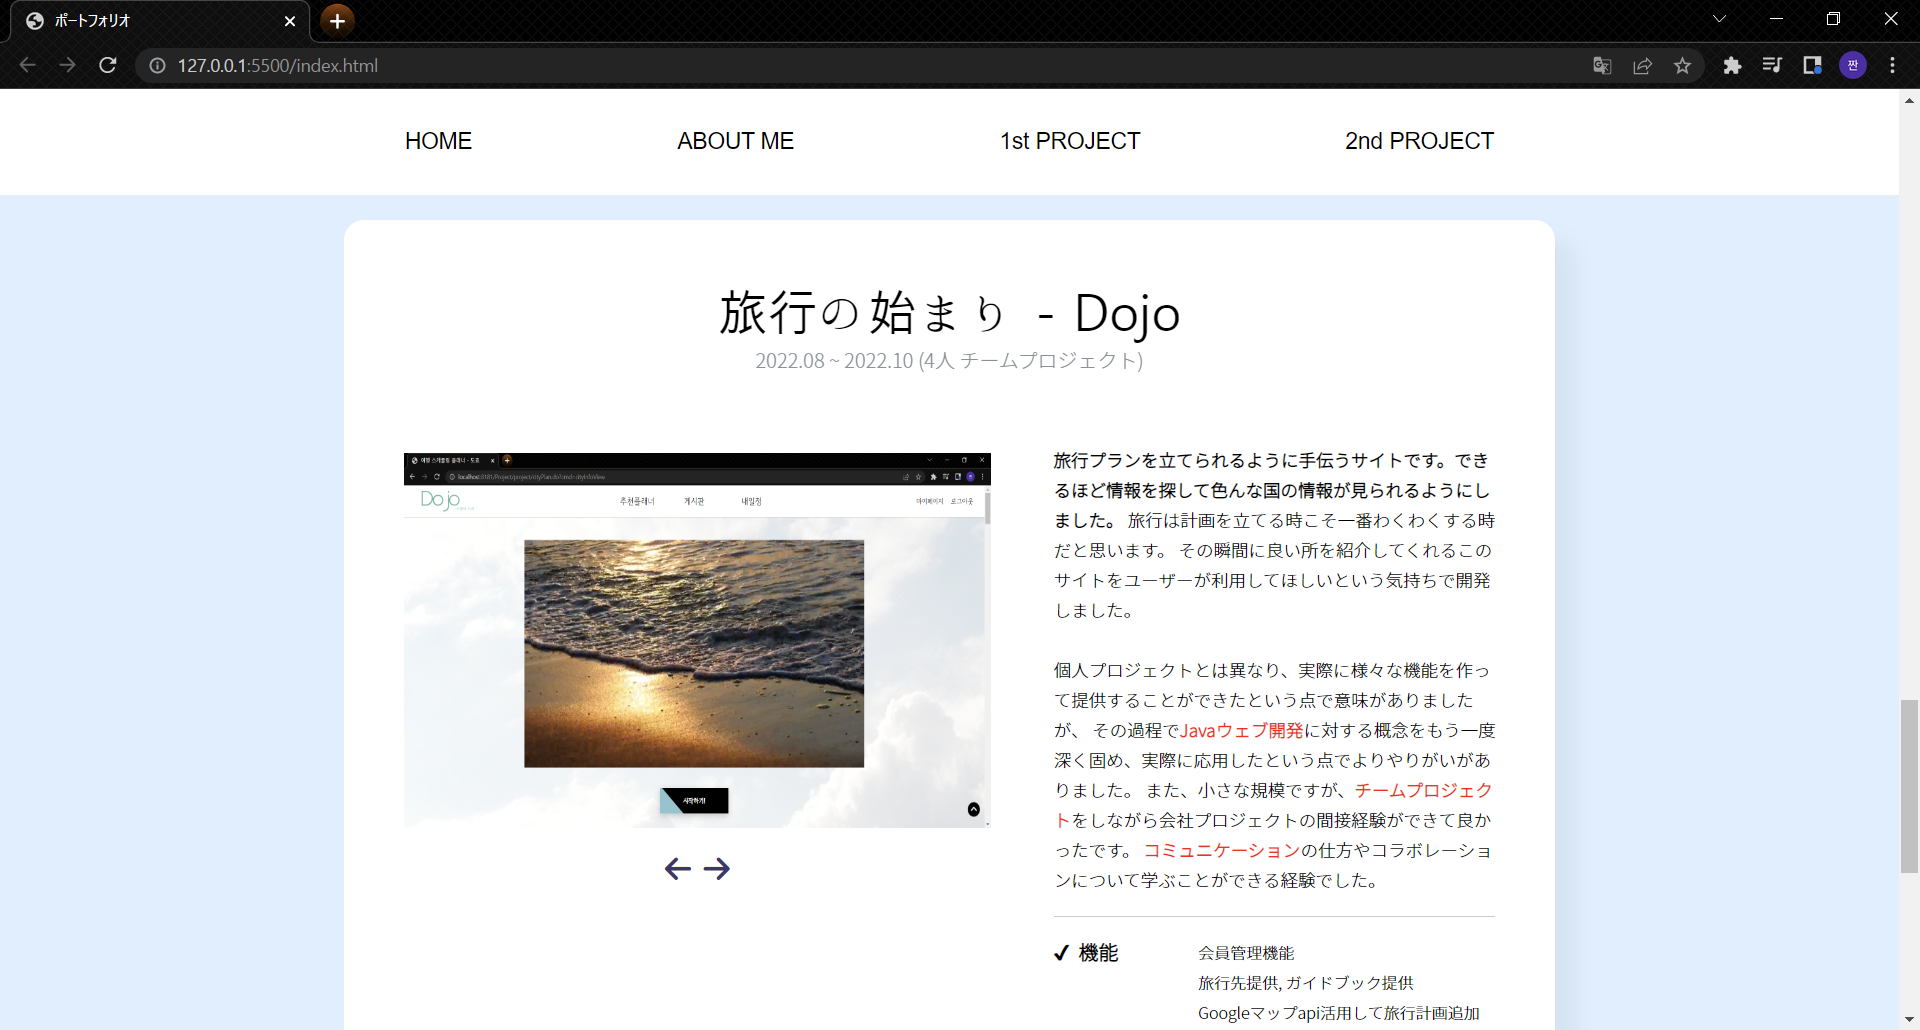 ポートフォリオ
127.0.0.1:5500/index.html
짠
HOME
ABOUT ME
1st PROJECT
2nd PROJECT
旅行の始まり - Dojo
2022.08 ~ 2022.10 (4人 チームプロジェクト)
여행 스케줄링 플래너 - 도죠
localhost:8181/Project/project/cityPlan.do?cmd=cityInfoView
Dojo
추천플래너
게시판
내일정
마이페이지
로그아웃
시작하기!
旅行プランを立てられるように手伝うサイトです。でき
るほど情報を探して色んな国の情報が見られるようにし
ました。 旅行は計画を立てる時こそ一番わくわくする時
だと思います。 その瞬間に良い所を紹介してくれるこの
サイトをユーザーが利用してほしいという気持ちで開発
しました。
個人プロジェクトとは異なり、実際に様々な機能を作っ
て提供することができたという点で意味がありました
が、 その過程でJavaウェブ開発に対する概念をもう一度
深く固め、実際に応用したという点でよりやりがいがあ
りました。 また、小さな規模ですが、チームプロジェク
トをしながら会社プロジェクトの間接経験ができて良か
ったです。 コミュニケーションの仕方やコラボレーショ
ンについて学ぶことができる経験でした。
✔ 機能
会員管理機能
旅行先提供, ガイドブック提供
Googleマップapi活用して旅行計画追加